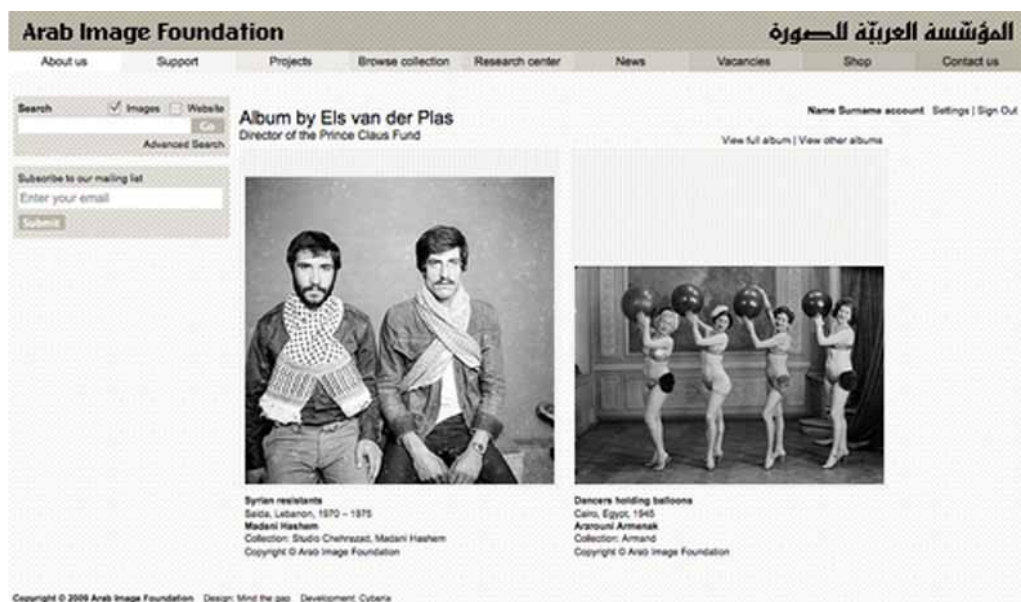 Arab Image Foundation
المؤسّسة العربيّة للصورة
About us Support Projects Browse collection Research center News Vacancies Shop Contact us
Search Images Website
Go
Advanced Search
Subscribe to our mailing list
Enter your email
Submit
Album by Els van der Plas
Director of the Prince Claus Fund
Name Surname account Settings | Sign Out
View full album | View other albums
Syrian resistants
Saida, Lebanon, 1970 – 1975
Madani Hashem
Collection: Studio Chehrazad, Madani Hashem
Copyright © Arab Image Foundation
Dancers holding balloons
Cairo, Egypt, 1945
Ararouni Armenak
Collection: Armand
Copyright © Arab Image Foundation
Copyright © 2009 Arab Image Foundation Design: Mind the gap Development: Cyberia